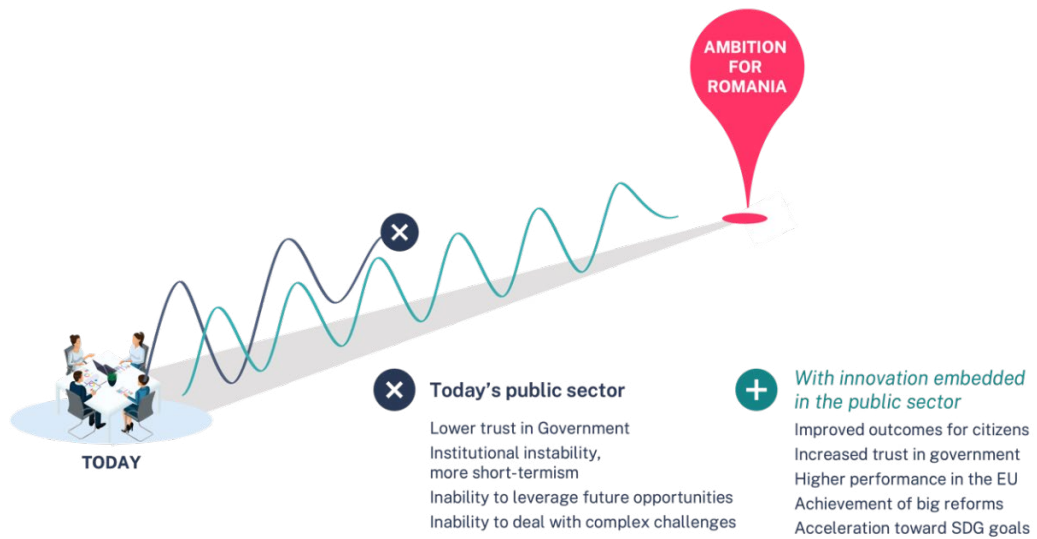 AMBITION
FOR
ROMANIA
TODAY
Today's public sector
Lower trust in Government
Institutional instability,
more short-termism
Inability to leverage future opportunities
Inability to deal with complex challenges
With innovation embedded
in the public sector
Improved outcomes for citizens
Increased trust in government
Higher performance in the EU
Achievement of big reforms
Acceleration toward SDG goals